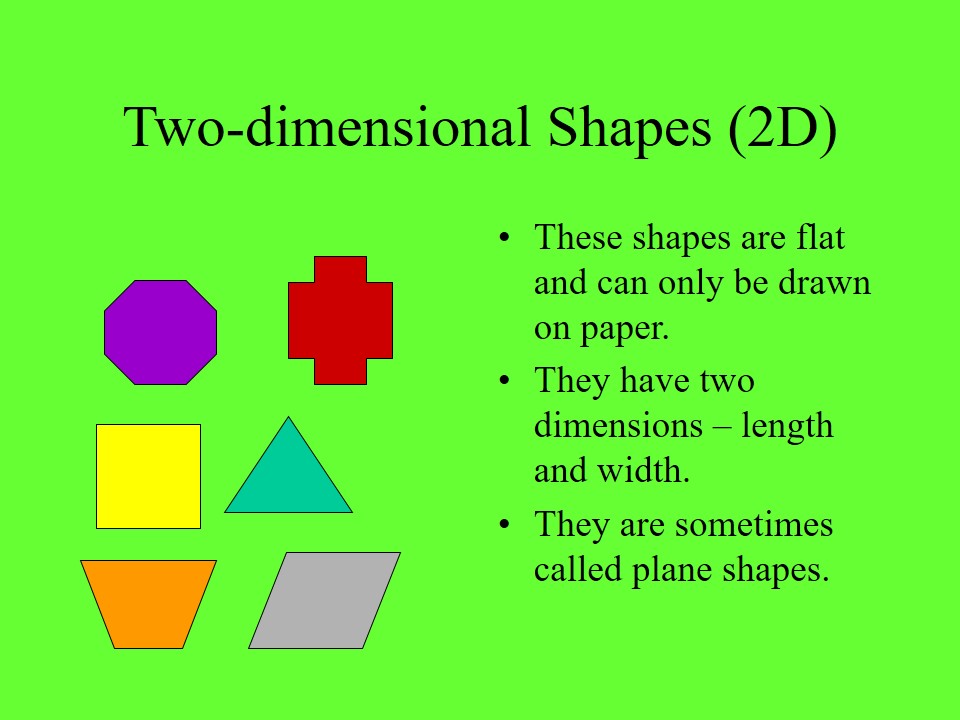 Two-dimensional Shapes (2D)
• These shapes are flat
and can only be drawn
on paper.
• They have two
dimensions – length
and width.
• They are sometimes
called plane shapes.